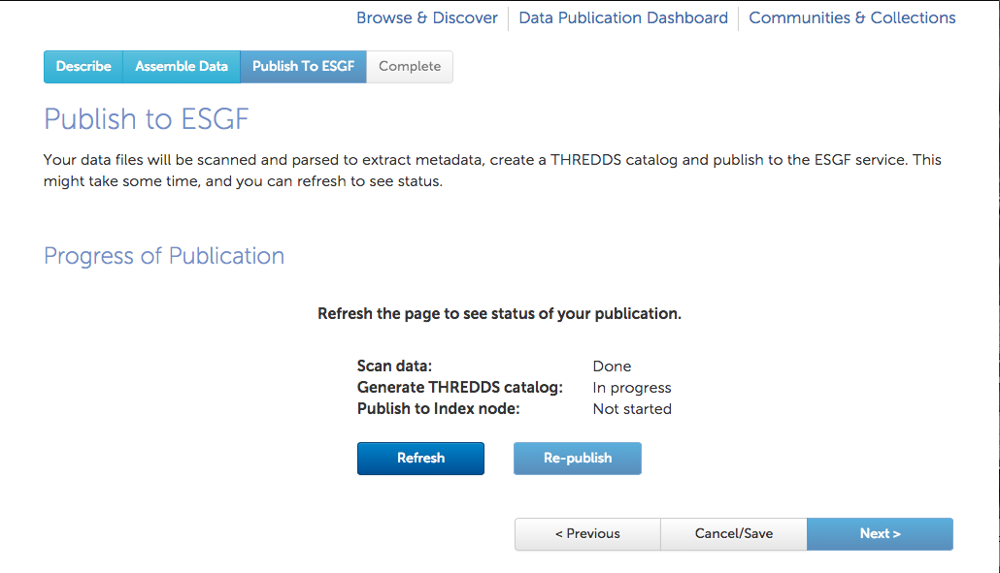 Browse & Discover Data Publication Dashboard Communities & Collections
Describe Assemble Data Publish To ESGF Complete
Publish to ESGF
Your data files will be scanned and parsed to extract metadata, create a THREDDS catalog and publish to the ESGF service. This
might take some time, and you can refresh to see status.
Progress of Publication
Refresh the page to see status of your publication.
Scan data: Done
Generate THREDDS catalog: In progress
Publish to Index node: Not started
Refresh Re-publish
< Previous Cancel/Save Next >